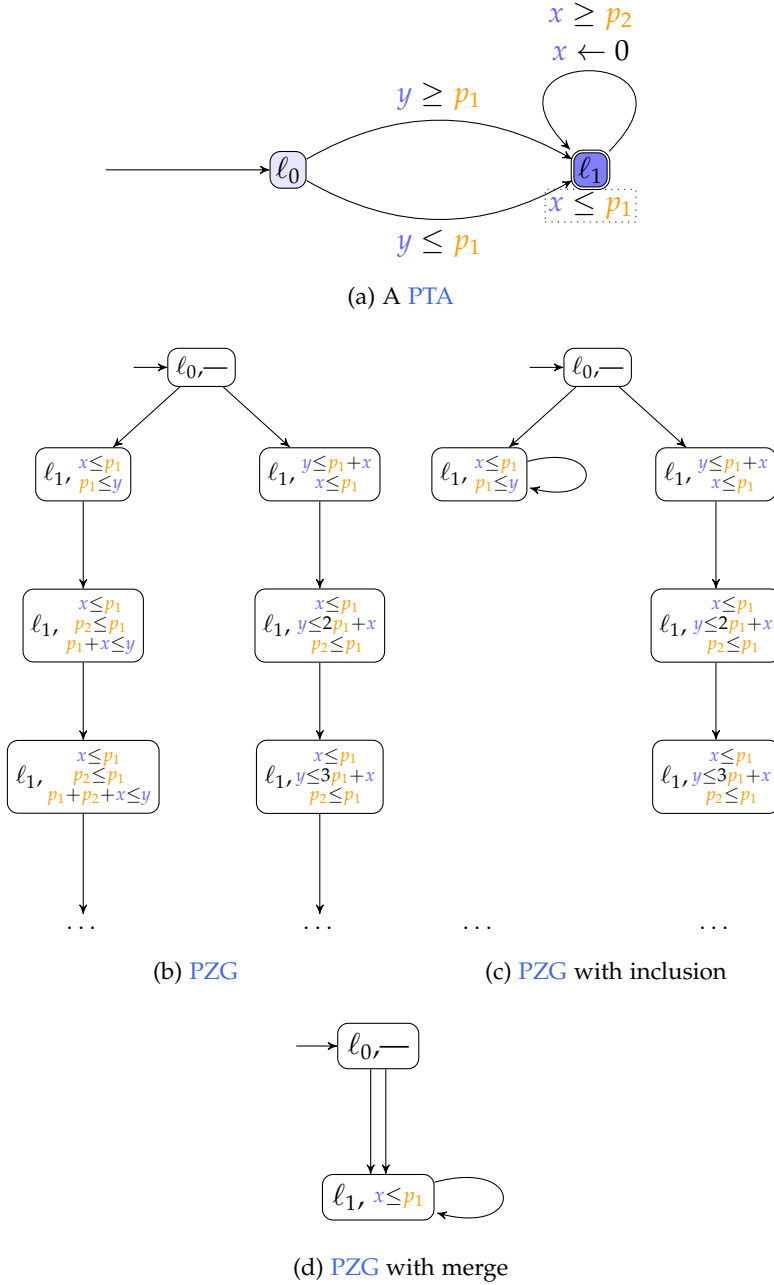 x ≥ p₂
x ← 0
y ≥ p₁
ℓ₀
ℓ₁
x ≤ p₁
y ≤ p₁
(a) A PTA
ℓ₀,—
ℓ₀,—
ℓ₁, x≤p₁
p₁≤y
ℓ₁, y≤p₁+x
x≤p₁
ℓ₁, x≤p₁
p₁≤y
ℓ₁, y≤p₁+x
x≤p₁
x≤p₁
ℓ₁, p₂≤p₁
p₁+x≤y
x≤p₁
ℓ₁, y≤2p₁+x
p₂≤p₁
x≤p₁
ℓ₁, y≤2p₁+x
p₂≤p₁
x≤p₁
ℓ₁, p₂≤p₁
p₁+p₂+x≤y
x≤p₁
ℓ₁, y≤3p₁+x
p₂≤p₁
x≤p₁
ℓ₁, y≤3p₁+x
p₂≤p₁
... ... ... ...
(b) PZG
(c) PZG with inclusion
ℓ₀,—
ℓ₁, x≤p₁
(d) PZG with merge